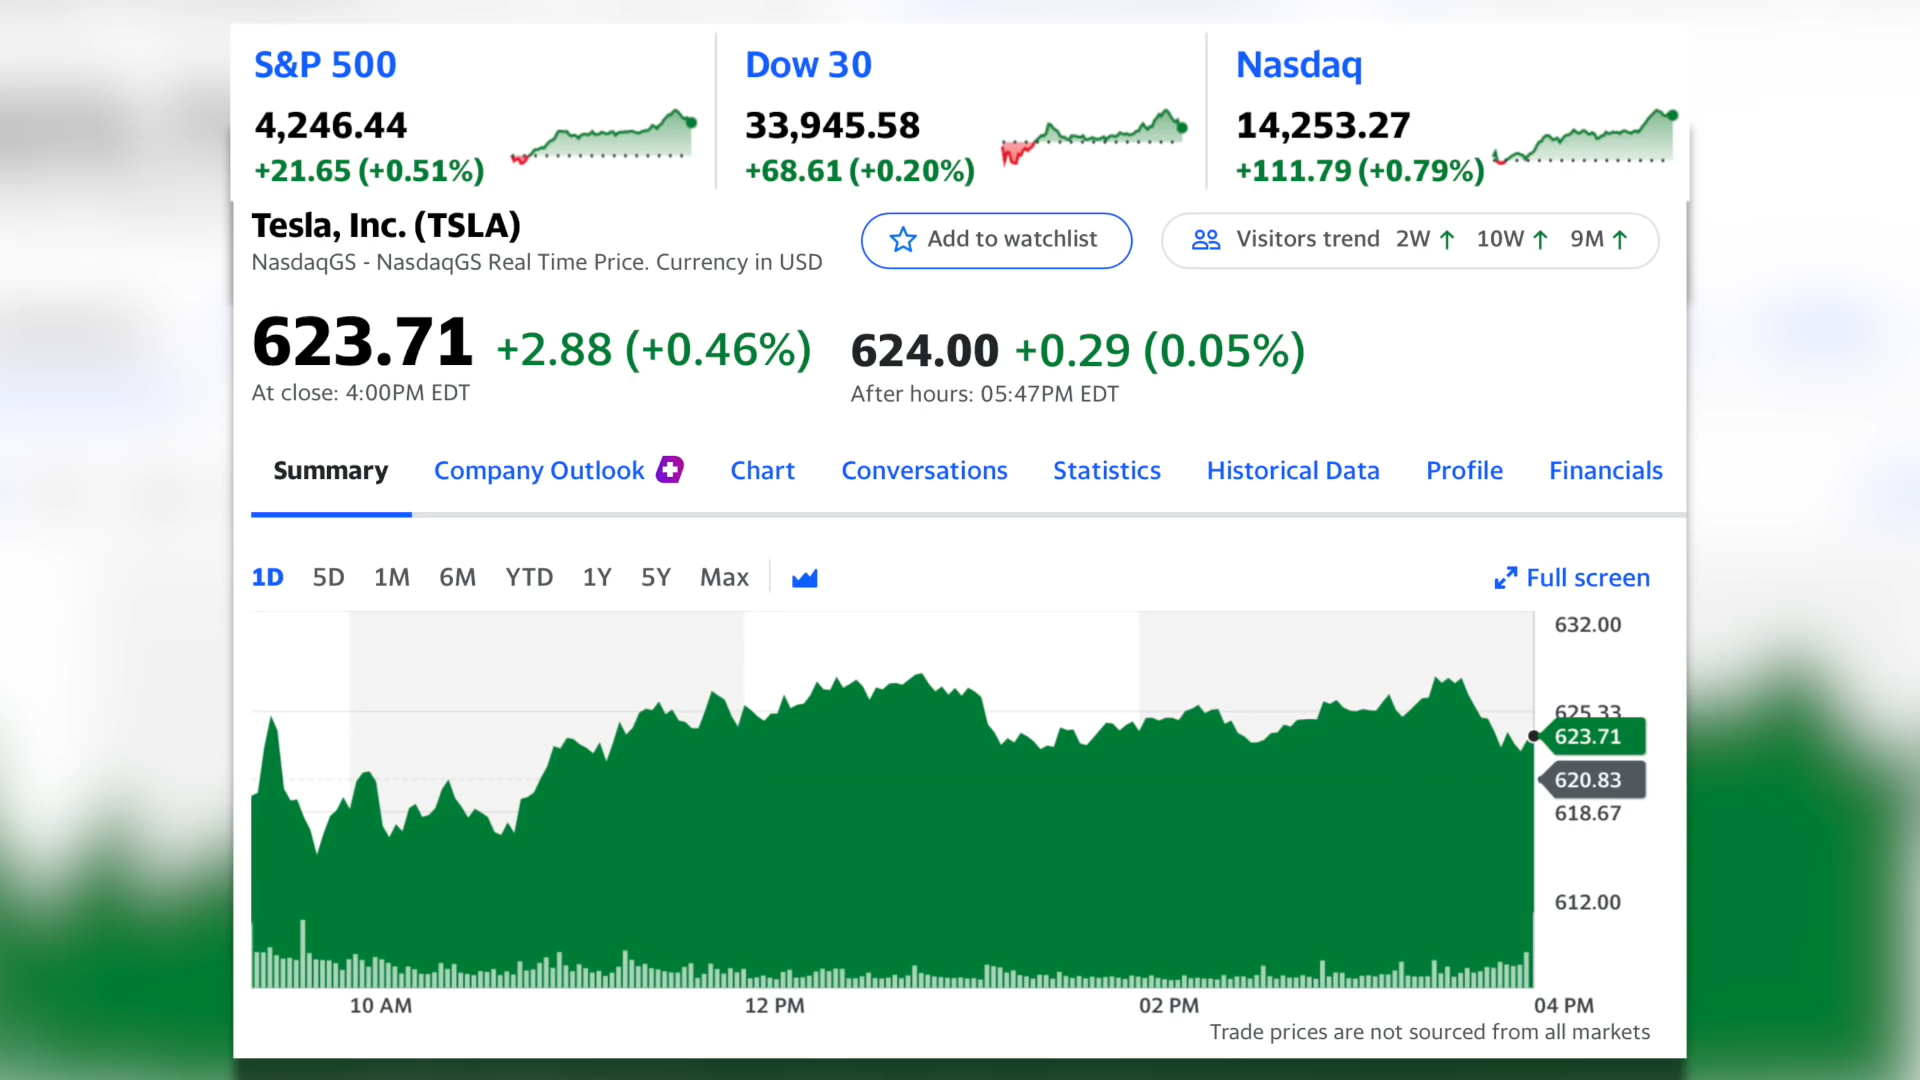 S&P 500
4,246.44
+21.65 (+0.51%)
Dow 30
33,945.58
+68.61 (+0.20%)
Nasdaq
14,253.27
+111.79 (+0.79%)
Tesla, Inc. (TSLA)
NasdaqGS - NasdaqGS Real Time Price. Currency in USD
Add to watchlist
Visitors trend 2W ↑ 10W ↑ 9M ↑
623.71 +2.88 (+0.46%)
At close: 4:00PM EDT
624.00 +0.29 (0.05%)
After hours: 05:47PM EDT
Summary Company Outlook Chart Conversations Statistics Historical Data Profile Financials
1D 5D 1M 6M YTD 1Y 5Y Max
Full screen
632.00
625.33
623.71
620.83
618.67
612.00
10 AM 12 PM 02 PM 04 PM
Trade prices are not sourced from all markets